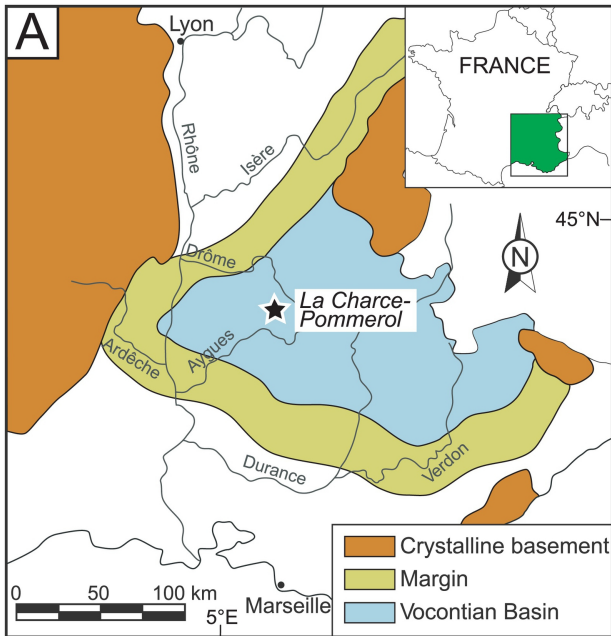 A
Lyon
FRANCE
Rhône
Isère
45°N
N
Drôme
La Charce-
Pommerol
Aygues
Ardêche
Durance
Verdon
Crystalline basement
Margin
Vocontian Basin
0 50 100 km
5°E
Marseille